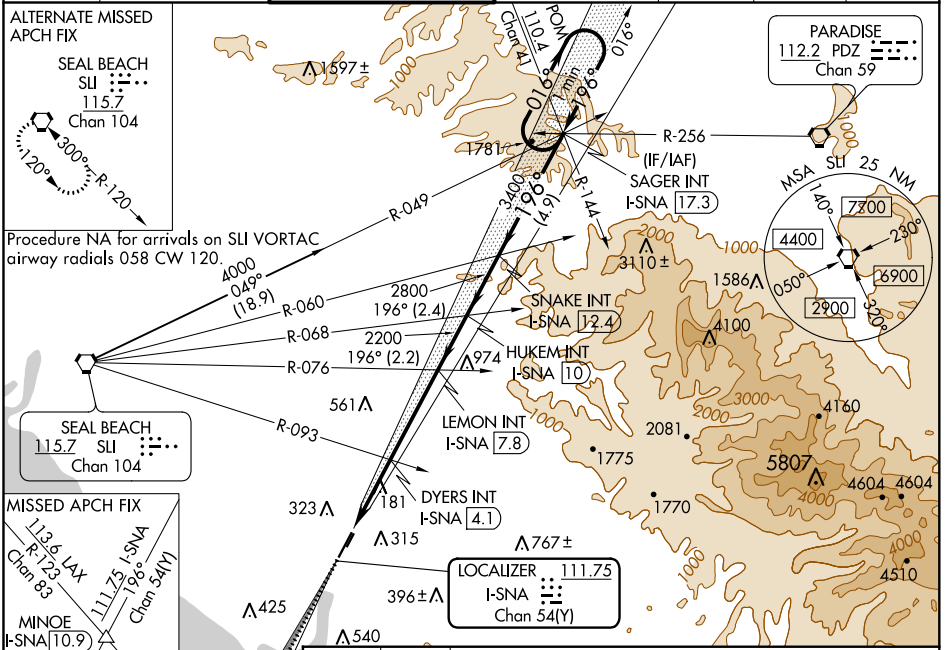 ALTERNATE MISSED
APCH FIX
SEAL BEACH
SLI
115.7
Chan 104
300°
120°
R-120
Procedure NA for arrivals on SLI VORTAC
airway radials 058 CW 120.
1597±
1000
POM
110.4
Chan 41
016°
016°
1 min
196°
1000
PARADISE
112.2 PDZ
Chan 59
1781
R-256
(IF/IAF)
SAGER INT
I-SNA 17.3
R-144
R-049
4000
049°
(18.9)
3400
196°
(4.9)
MSA SLI 25 NM
140°
7700
230°
4400
050°
6900
2900
320°
2000
3110±
1000
1586
R-060
2800
196° (2.4)
SNAKE INT
I-SNA 12.4
R-068
2200
196° (2.2)
HUKEM INT
I-SNA 10
4100
R-076
974
561
LEMON INT
I-SNA 7.8
1000
3000
2000
4160
R-093
SEAL BEACH
115.7 SLI
Chan 104
2081
1775
5807
4000
4604
4604
1770
181
DYERS INT
I-SNA 4.1
323
315
767±
4000
1000
4510
MISSED APCH FIX
113.6 LAX
R-123
Chan 83
111.75 I-SNA
196°
Chan 54(Y)
MINOE
I-SNA 10.9
LOCALIZER 111.75
I-SNA
Chan 54(Y)
396±
425
540